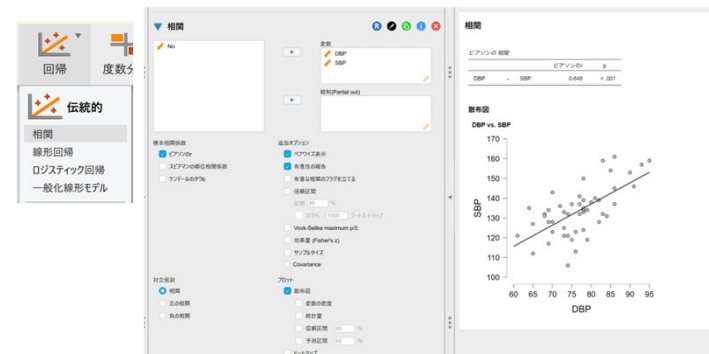 回帰
度数分
伝統的
相関
線形回帰
ロジスティック回帰
一般化線形モデル
相関
No
変数
DBP
SBP
統制(Partial out)
標本相関係数
ピアソンのr
スピアマンの順位相関係数
ケンドールのタウb
追加オプション
ペアワイズ表示
有意性の報告
有意な相関のフラグを立てる
信頼区間
区間 95 %
次から 1000 ブートストラップ
Vovk-Sellke maximum p比
効果量 (Fisher's z)
サンプルサイズ
Covariance
対立仮説
相関
正の相関
負の相関
プロット
散布図
変数の密度
統計量
信頼区間 95 %
予測区間 95 %
ヒートマップ
相関
ピアソンの 相関
ピアソンのr p
DBP - SBP 0.648 < .001
散布図
DBP vs. SBP
SBP
170
160
150
140
130
120
110
100
60 65 70 75 80 85 90 95
DBP